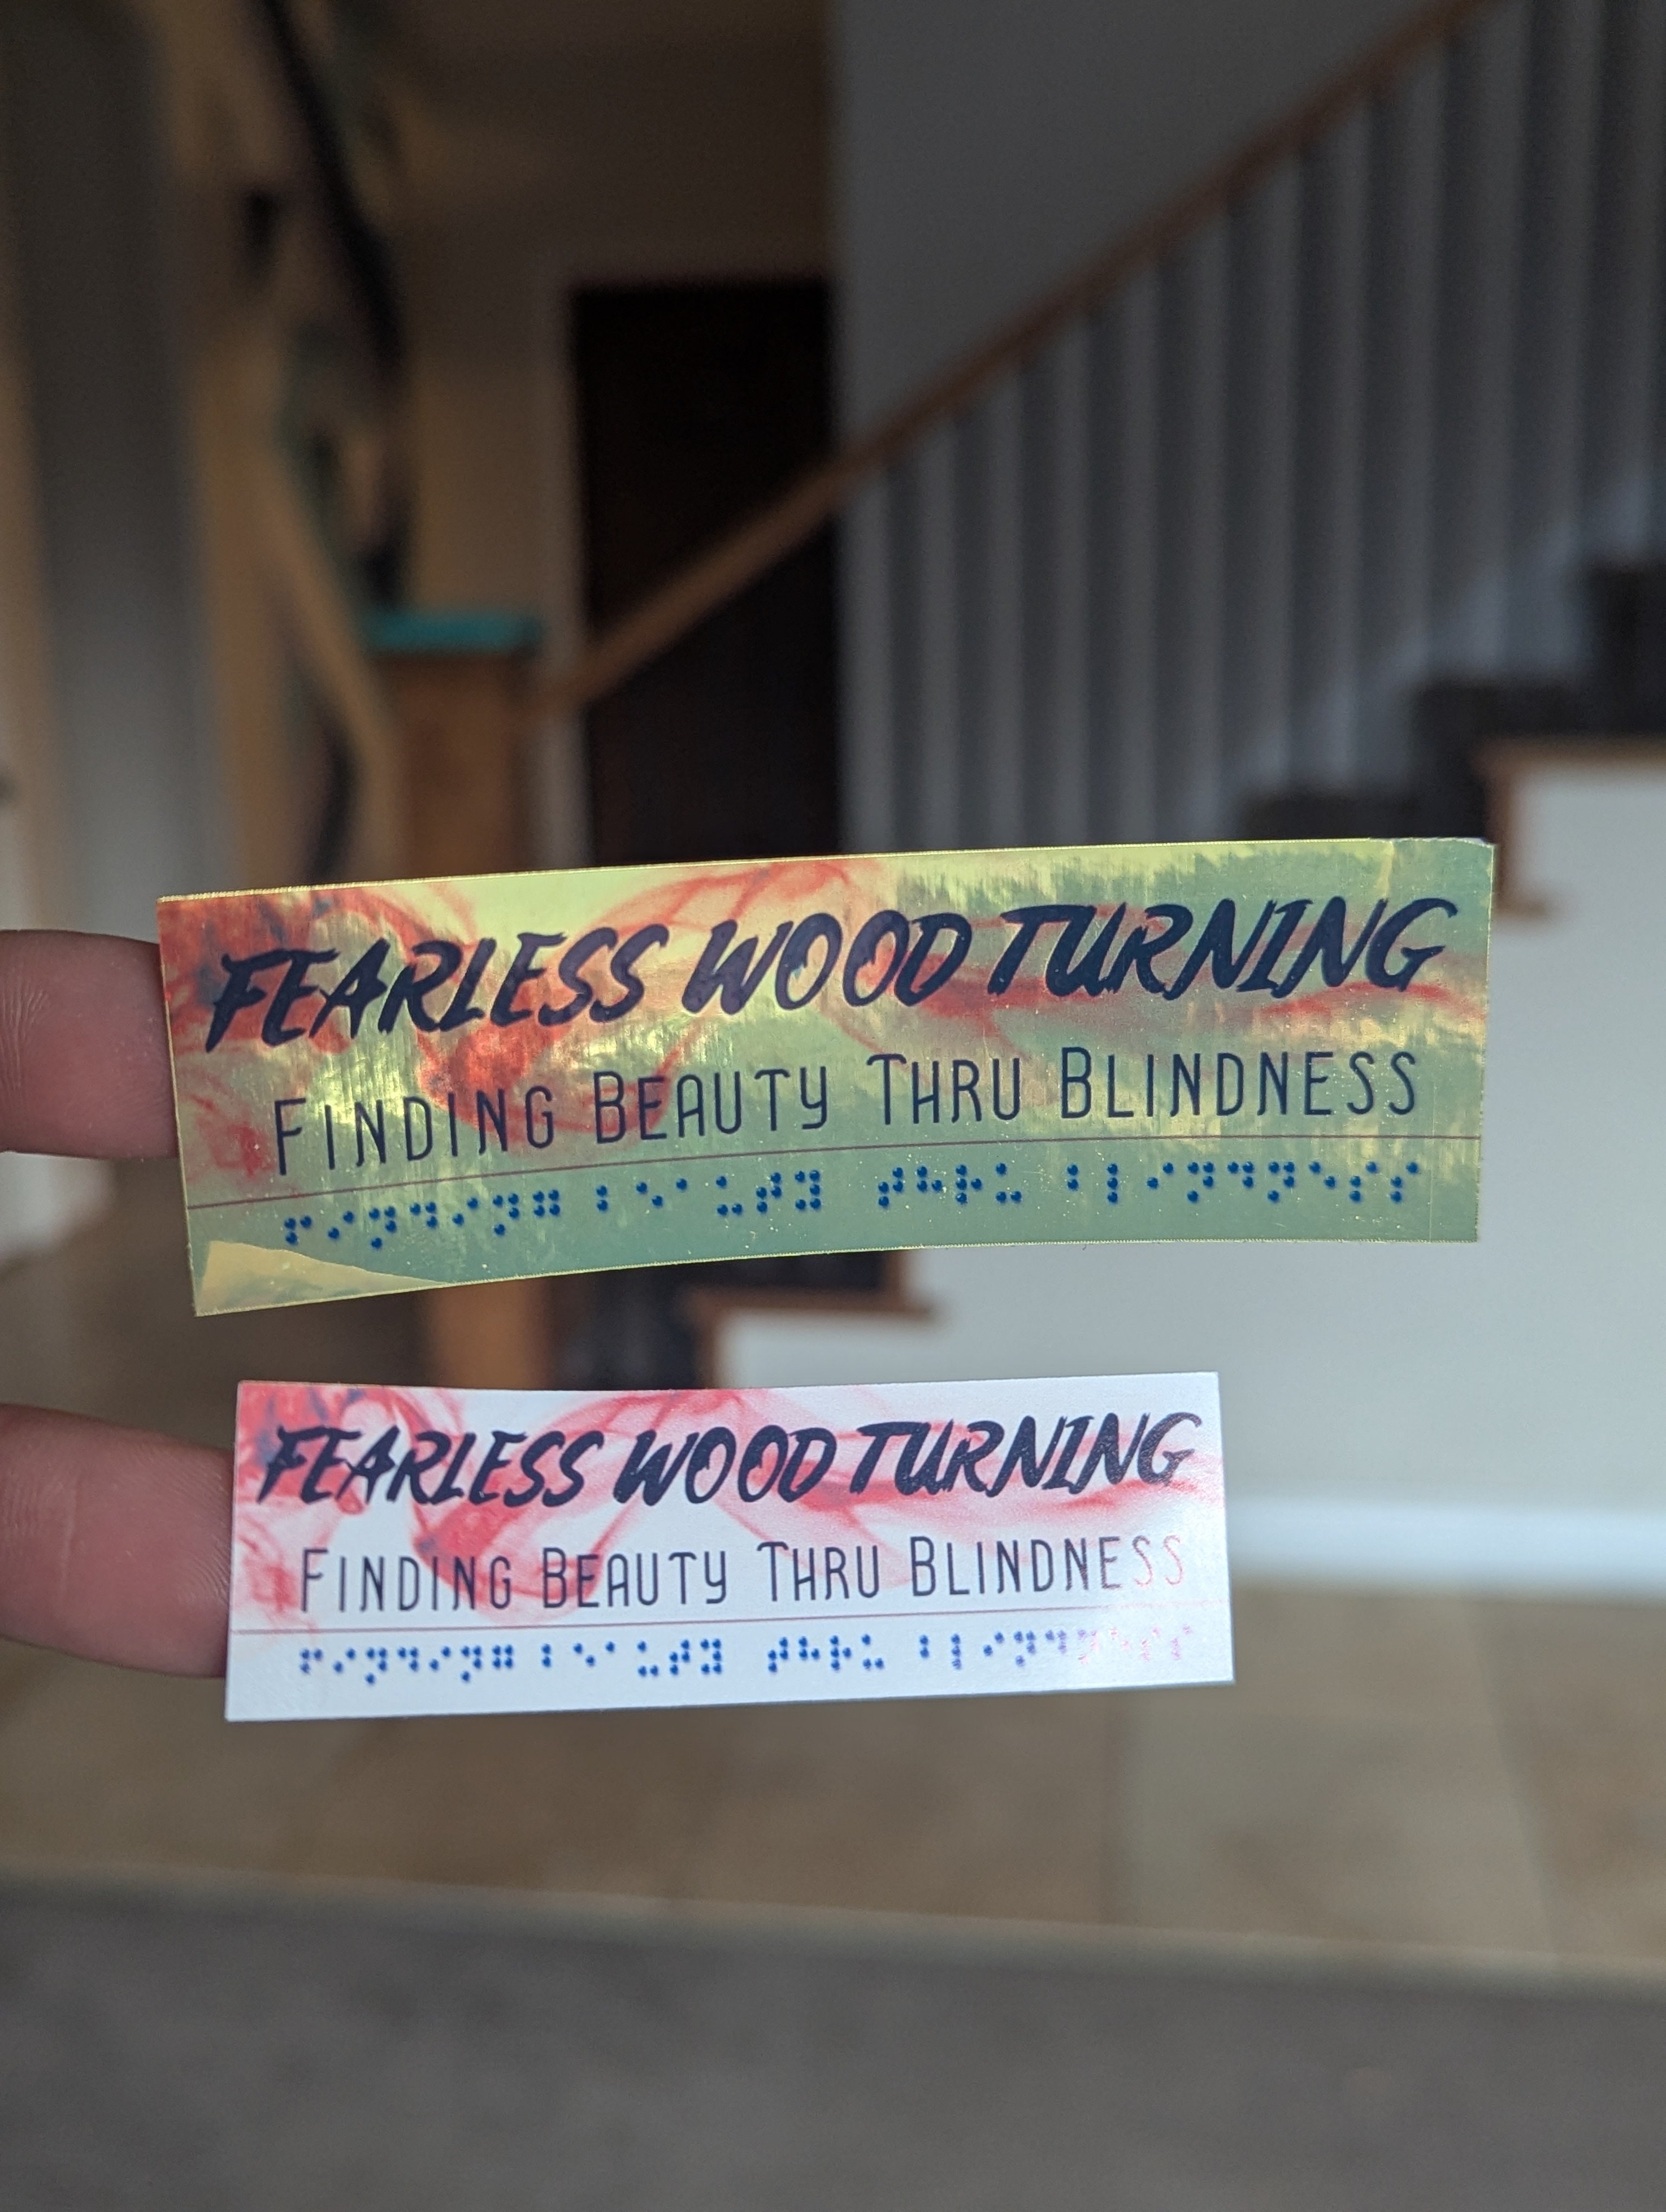 FEARLESS WOOD TURNING
FINDING BEAUTY THRU BLINDNESS
⠋⠊⠝⠙⠊⠝⠛ ⠃⠑⠁⠥⠞⠽ ⠞⠓⠗⠥ ⠃⠇⠊⠝⠙⠝⠑⠎⠎
FEARLESS WOOD TURNING
FINDING BEAUTY THRU BLINDNESS
⠋⠊⠝⠙⠊⠝⠛ ⠃⠑⠁⠥⠞⠽ ⠞⠓⠗⠥ ⠃⠇⠊⠝⠙⠝⠑⠎⠎